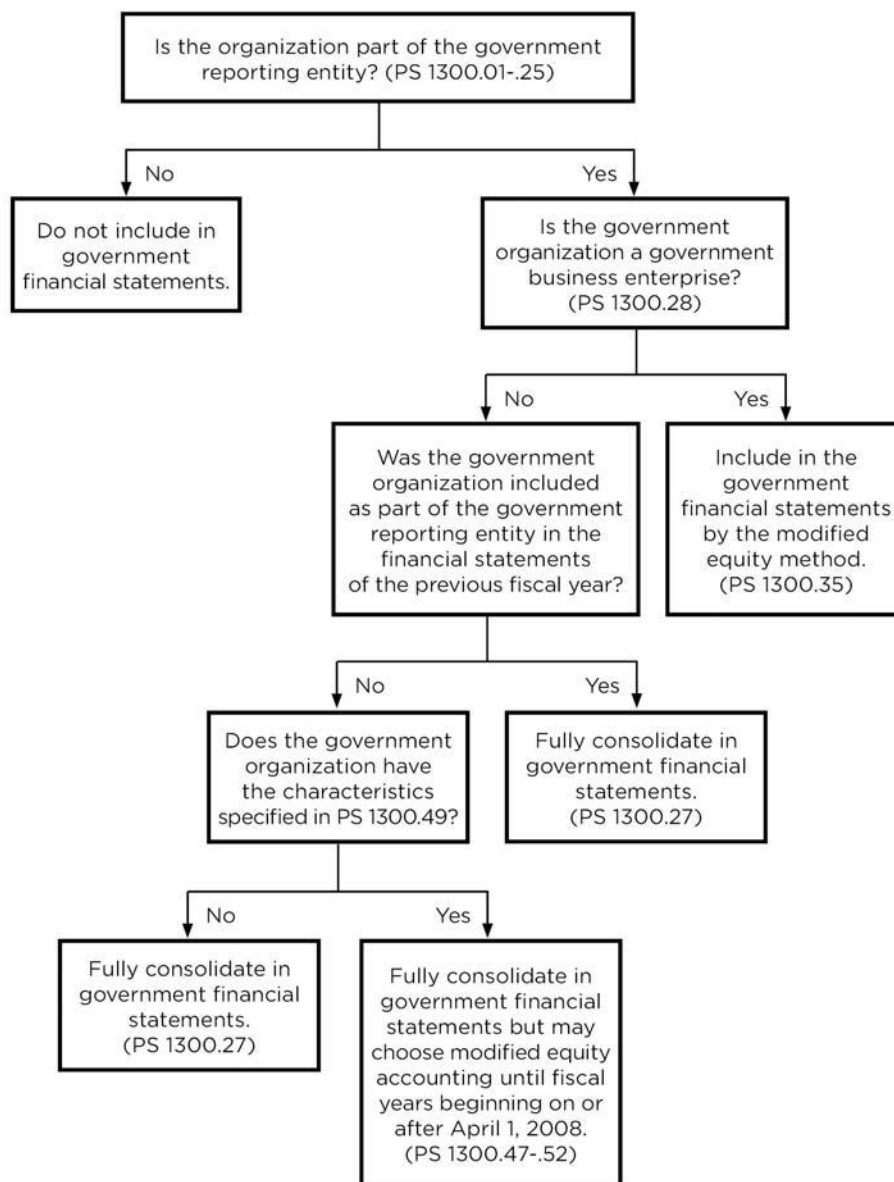 Is the organization part of the government
reporting entity? (PS 1300.01-.25)
No
Yes
Do not include in
government
financial statements.
Is the government
organization a government
business enterprise?
(PS 1300.28)
No
Yes
Was the government
organization included
as part of the government
reporting entity in the
financial statements
of the previous fiscal year?
Include in the
government
financial statements
by the modified
equity method.
(PS 1300.35)
No
Yes
Does the government
organization have
the characteristics
specified in PS 1300.49?
Fully consolidate in
government financial
statements.
(PS 1300.27)
No
Yes
Fully consolidate in
government financial
statements.
(PS 1300.27)
Fully consolidate in
government financial
statements but may
choose modified equity
accounting until fiscal
years beginning on or
after April 1, 2008.
(PS 1300.47-.52)